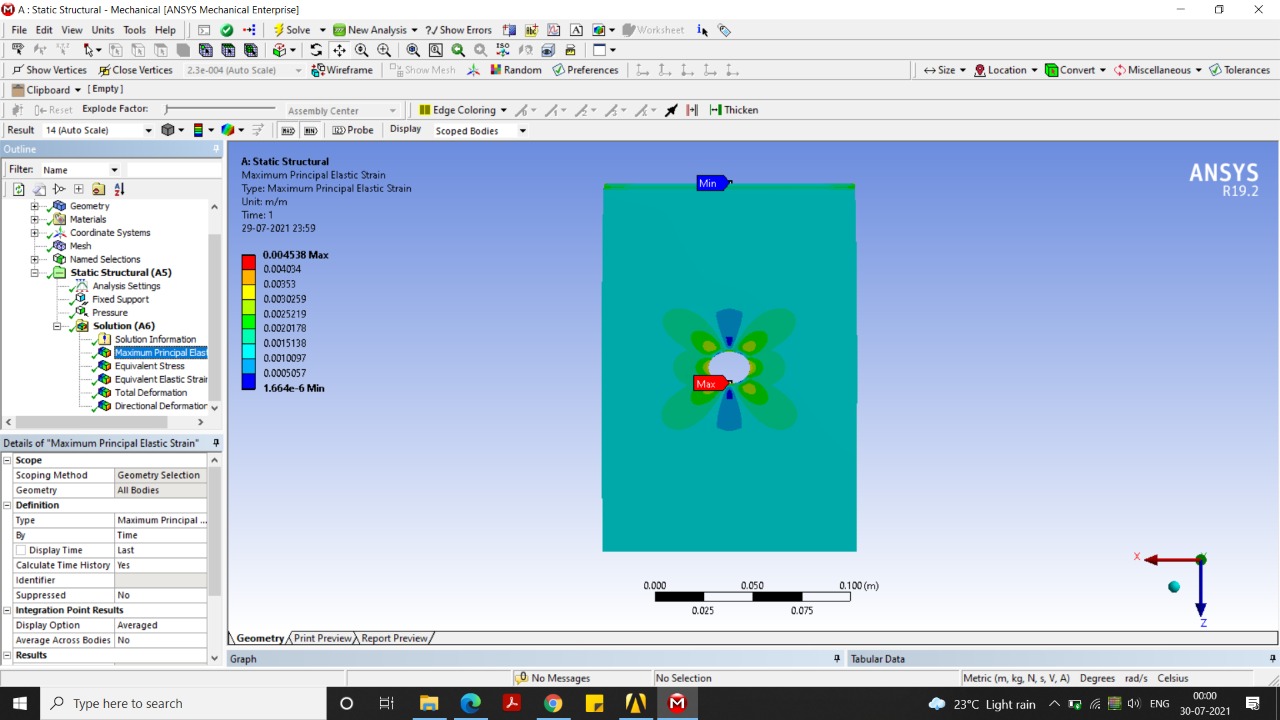 A : Static Structural - Mechanical [ANSYS Mechanical Enterprise]
File Edit View Units Tools Help Solve New Analysis ?/ Show Errors Worksheet
ISO
Show Vertices Close Vertices 2.3e-004 (Auto Scale) Wireframe Show Mesh Random Preferences Size Location Convert Miscellaneous Tolerances
Clipboard [ Empty ]
Reset Explode Factor: Assembly Center Edge Coloring Thicken
Result 14 (Auto Scale) MAX MIN Probe Display Scoped Bodies
Outline
Filter: Name
Geometry
Materials
Coordinate Systems
Mesh
Named Selections
Static Structural (A5)
Analysis Settings
Fixed Support
Pressure
Solution (A6)
Solution Information
Maximum Principal Elast
Equivalent Stress
Equivalent Elastic Strain
Total Deformation
Directional Deformation
Details of "Maximum Principal Elastic Strain"
Scope
Scoping Method Geometry Selection
Geometry All Bodies
Definition
Type Maximum Principal ...
By Time
Display Time Last
Calculate Time History Yes
Identifier
Suppressed No
Integration Point Results
Display Option Averaged
Average Across Bodies No
Results
A: Static Structural
Maximum Principal Elastic Strain
Type: Maximum Principal Elastic Strain
Unit: m/m
Time: 1
29-07-2021 23:59
0.004538 Max
0.004034
0.00353
0.0030259
0.0025219
0.0020178
0.0015138
0.0010097
0.0005057
1.664e-6 Min
Min
Max
ANSYS
R19.2
0.000 0.050 0.100 (m)
0.025 0.075
X
Z
Geometry Print Preview Report Preview
Graph Tabular Data
No Messages No Selection Metric (m, kg, N, s, V, A) Degrees rad/s Celsius
Type here to search
23°C Light rain ENG 00:00
30-07-2021